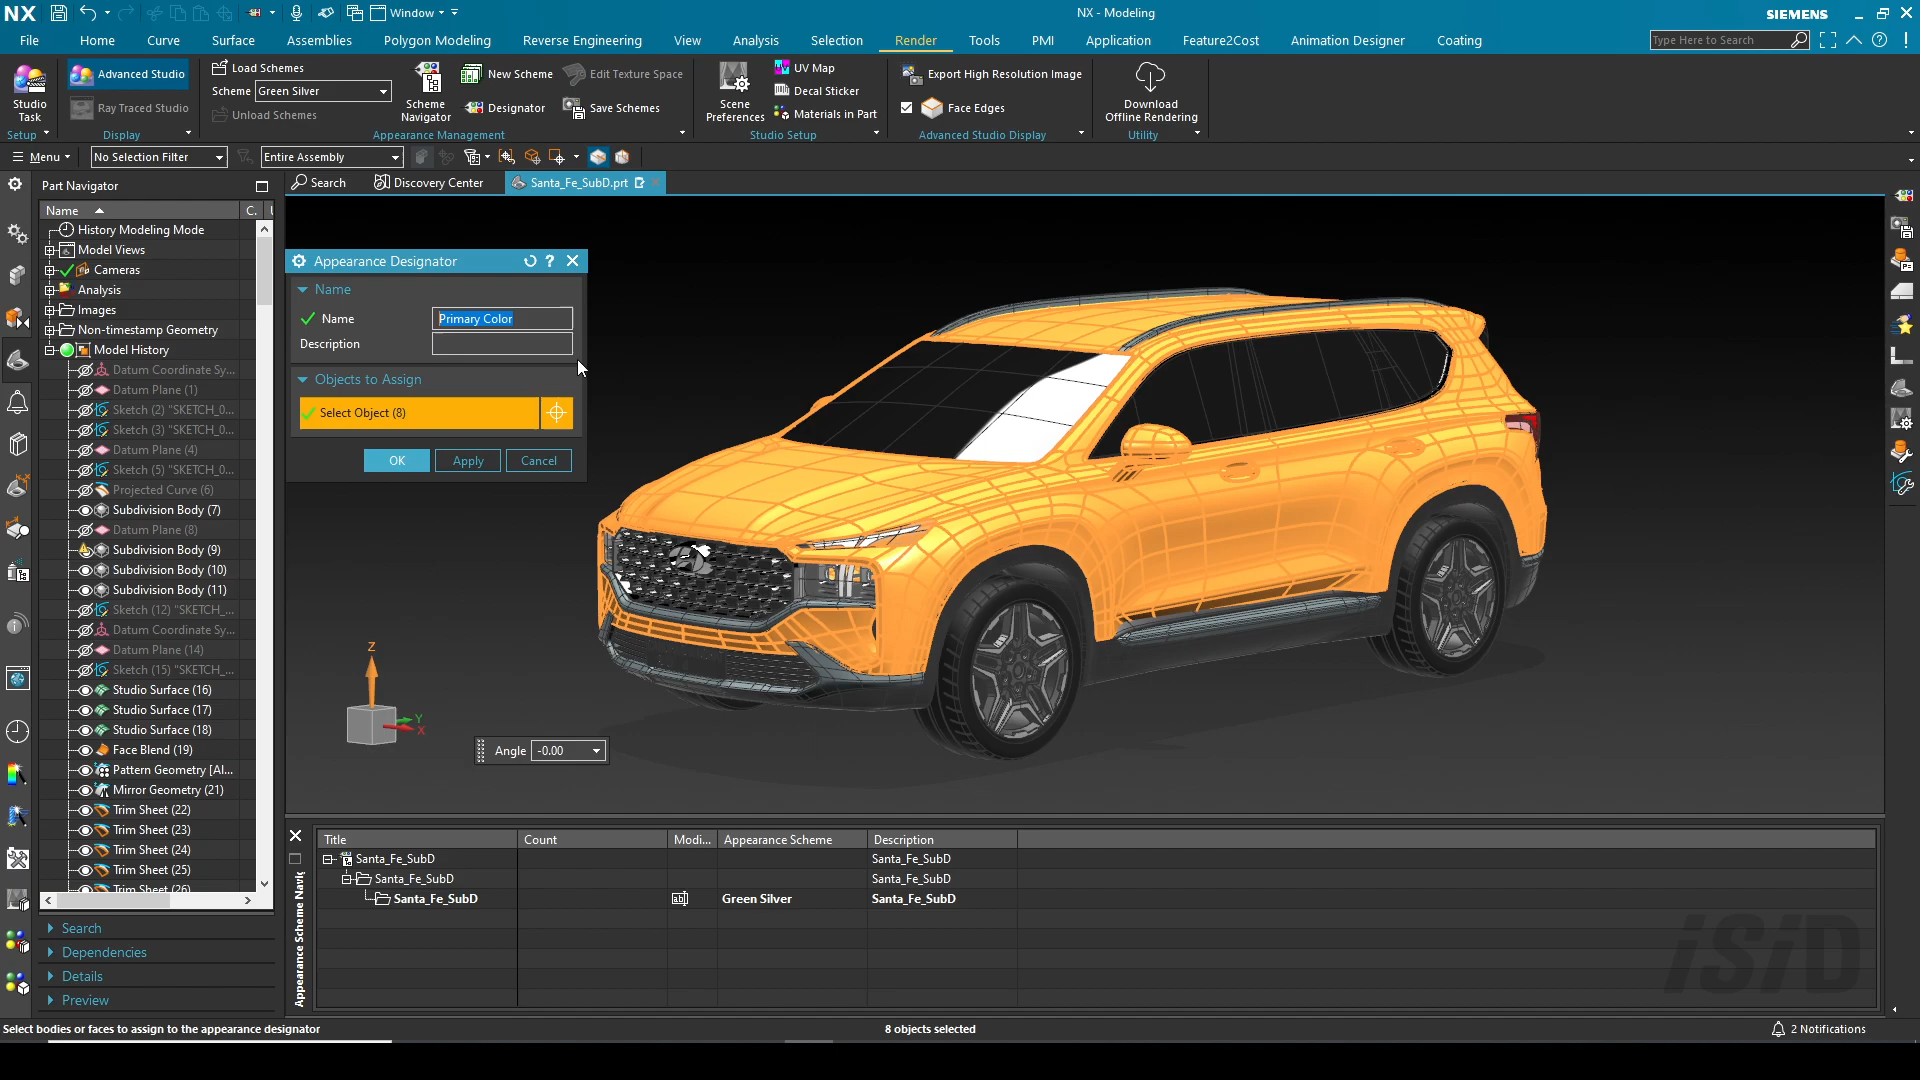 NX
Window
NX - Modeling
SIEMENS
File
Home
Curve
Surface
Assemblies
Polygon Modeling
Reverse Engineering
View
Analysis
Selection
Render
Tools
PMI
Application
Feature2Cost
Animation Designer
Coating
Type Here to Search
Studio Task
Advanced Studio
Ray Traced Studio
Load Schemes
Scheme Green Silver
Unload Schemes
Scheme Navigator
New Scheme
Designator
Edit Texture Space
Save Schemes
Scene Preferences
UV Map
Decal Sticker
Materials in Part
Export High Resolution Image
Face Edges
Download Offline Rendering
Setup
Display
Appearance Management
Studio Setup
Advanced Studio Display
Utility
Menu
No Selection Filter
Entire Assembly
Part Navigator
Search
Discovery Center
Santa_Fe_SubD.prt
Name
C.
History Modeling Mode
Model Views
Cameras
Analysis
Images
Non-timestamp Geometry
Model History
Datum Coordinate Sy...
Datum Plane (1)
Sketch (2) "SKETCH_0...
Sketch (3) "SKETCH_0...
Datum Plane (4)
Sketch (5) "SKETCH_0...
Projected Curve (6)
Subdivision Body (7)
Datum Plane (8)
Subdivision Body (9)
Subdivision Body (10)
Subdivision Body (11)
Sketch (12) "SKETCH_...
Datum Coordinate Sy...
Datum Plane (14)
Sketch (15) "SKETCH_...
Studio Surface (16)
Studio Surface (17)
Studio Surface (18)
Face Blend (19)
Pattern Geometry [Al...
Mirror Geometry (21)
Trim Sheet (22)
Trim Sheet (23)
Trim Sheet (24)
Trim Sheet (25)
Trim Sheet (26)
Search
Dependencies
Details
Preview
Appearance Designator
Name
Name Primary Color
Description
Objects to Assign
Select Object (8)
OK
Apply
Cancel
Z
Y
X
Angle -0.00
Appearance Scheme Navig
Title
Count
Modi...
Appearance Scheme
Description
Santa_Fe_SubD
Santa_Fe_SubD
Santa_Fe_SubD
Santa_Fe_SubD
Santa_Fe_SubD
Green Silver
Santa_Fe_SubD
iSiD
Select bodies or faces to assign to the appearance designator
8 objects selected
2 Notifications